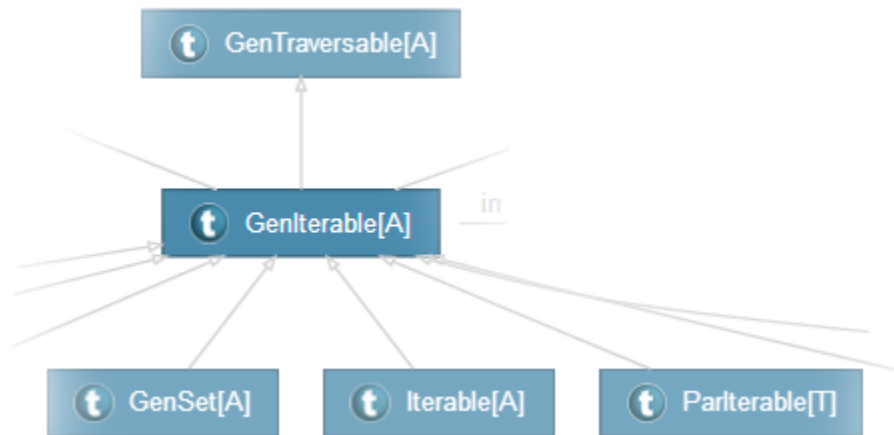 t GenTraversable[A]
t GenIterable[A]
t GenSet[A] t Iterable[A] t ParIterable[T]